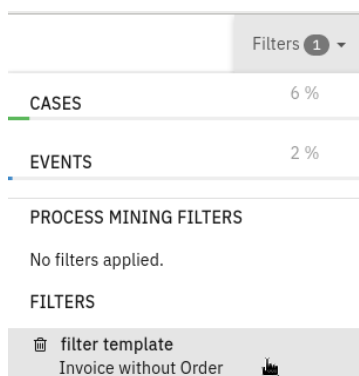 Filters 1
CASES 6 %
EVENTS 2 %
PROCESS MINING FILTERS
No filters applied.
FILTERS
filter template
Invoice without Order